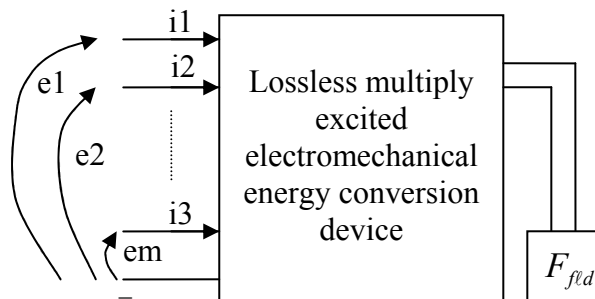 i1
e1
i2
e2
i3
em
Lossless multiply
excited
electromechanical
energy conversion
device
Ffℓd